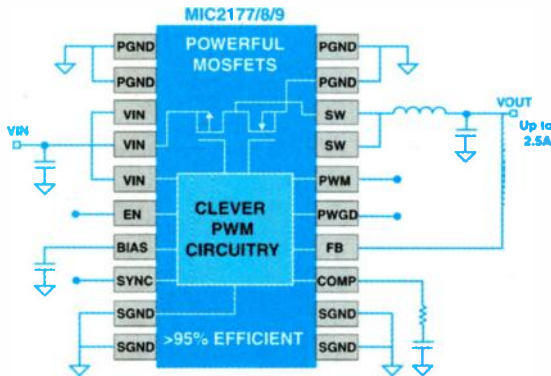 MIC2177/8/9
PGND POWERFUL PGND
PGND MOSFETS PGND
VIN SW
VOUT
VIN
VIN SW
Up to
2.5A
VIN PWM
EN CLEVER PWGD
PWM
BIAS CIRCUITRY FB
SYNC COMP
SGND SGND
SGND >95% EFFICIENT SGND